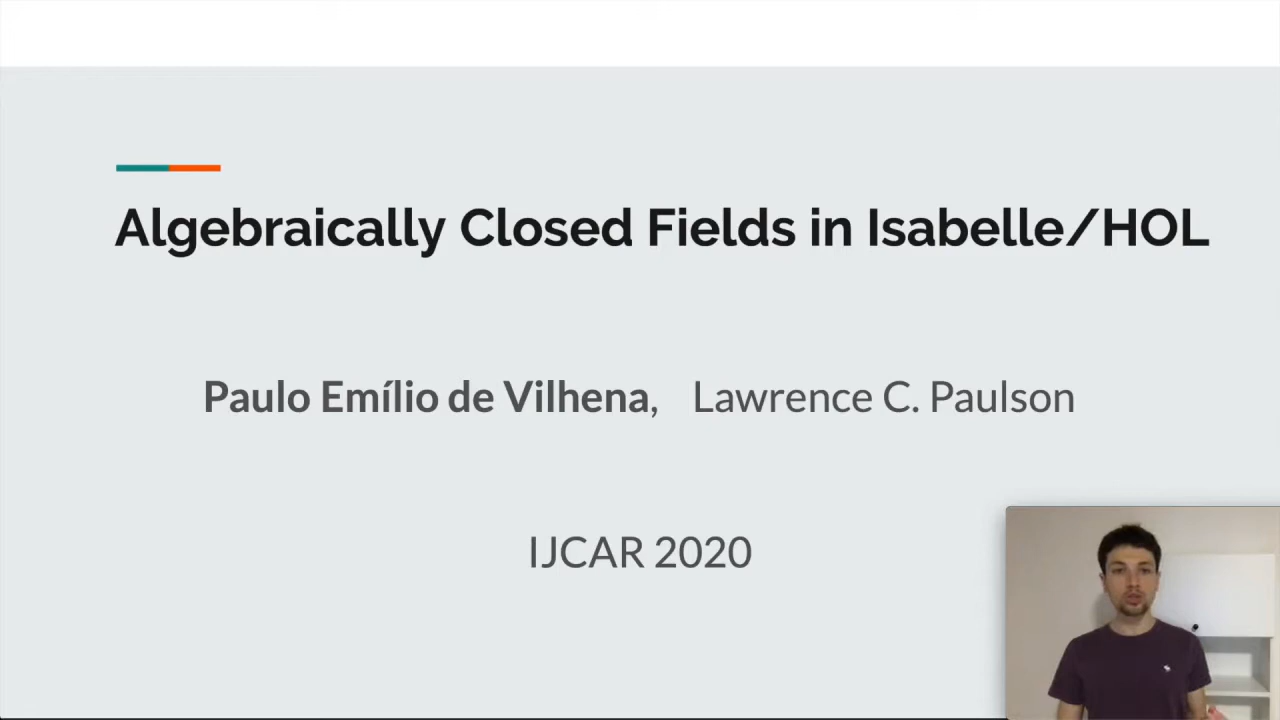 Algebraically Closed Fields in Isabelle/HOL
Paulo Emílio de Vilhena, Lawrence C. Paulson
IJCAR 2020